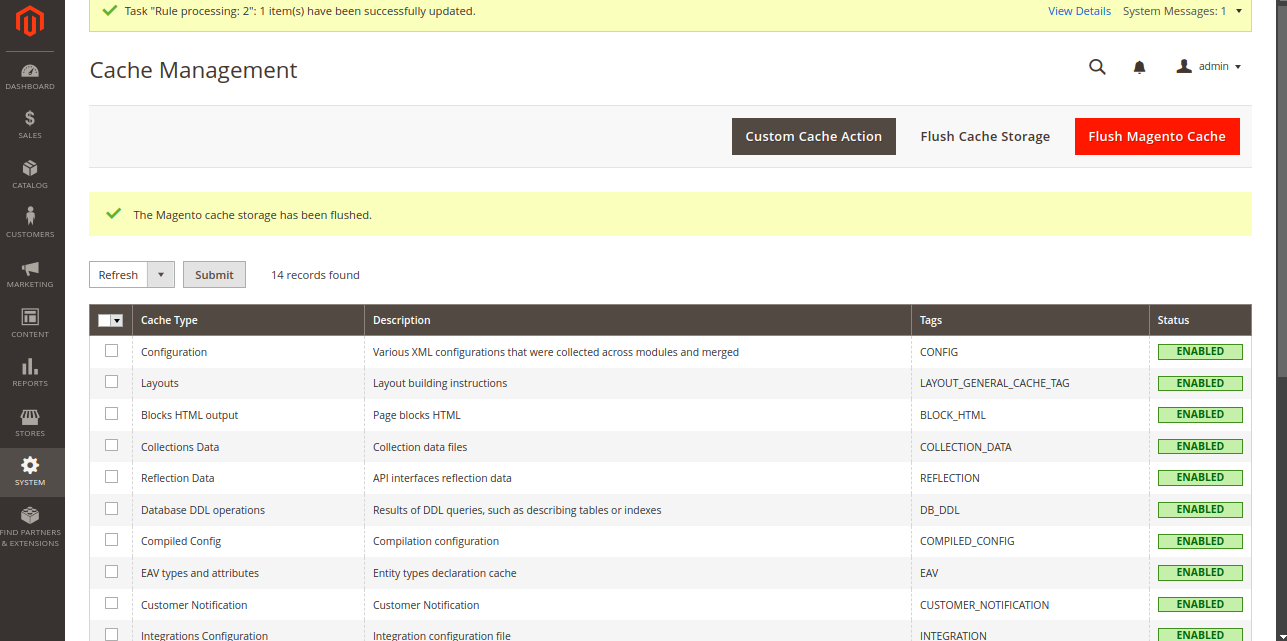 Task "Rule processing: 2": 1 item(s) have been successfully updated.
View Details
System Messages: 1
Cache Management
admin
Custom Cache Action
Flush Cache Storage
Flush Magento Cache
The Magento cache storage has been flushed.
Refresh
Submit
14 records found
DASHBOARD
SALES
CATALOG
CUSTOMERS
MARKETING
CONTENT
REPORTS
STORES
SYSTEM
FIND PARTNERS
& EXTENSIONS
Cache Type Description Tags Status
Configuration Various XML configurations that were collected across modules and merged CONFIG ENABLED
Layouts Layout building instructions LAYOUT_GENERAL_CACHE_TAG ENABLED
Blocks HTML output Page blocks HTML BLOCK_HTML ENABLED
Collections Data Collection data files COLLECTION_DATA ENABLED
Reflection Data API interfaces reflection data REFLECTION ENABLED
Database DDL operations Results of DDL queries, such as describing tables or indexes DB_DDL ENABLED
Compiled Config Compilation configuration COMPILED_CONFIG ENABLED
EAV types and attributes Entity types declaration cache EAV ENABLED
Customer Notification Customer Notification CUSTOMER_NOTIFICATION ENABLED
Integrations Configuration Integration configuration file INTEGRATION ENABLED